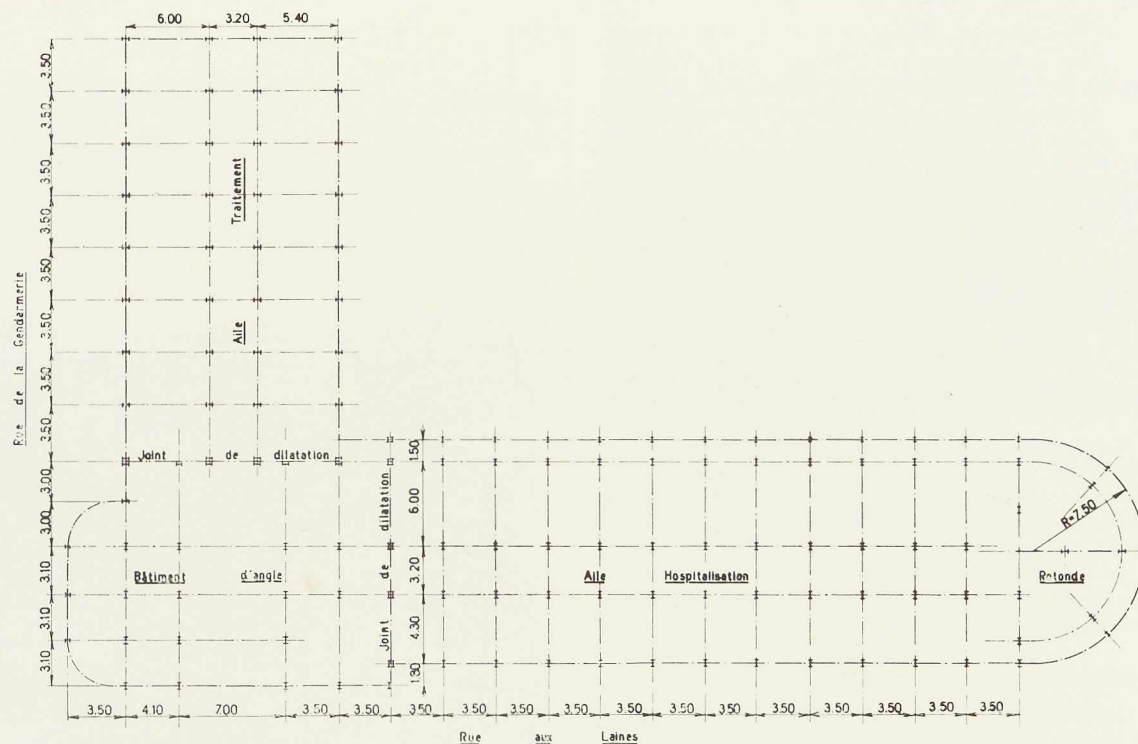 6.00 3.20 5.40
3.50
3.50
3.50
3.50
3.50
3.50
3.50
3.50
3.00
3.00
3.10
3.10
3.10
Rue de la Gendarmerie
Aile Traitement
Joint de dilatation
Joint de dilatation
1.50
6.00
3.20
4.30
1.80
R=7.50
Bâtiment d'angle
Aile Hospitalisation
Rotonde
3.50 4.10 7.00 3.50 3.50 3.50 3.50 3.50 3.50 3.50 3.50 3.50 3.50 3.50 3.50 3.50
Rue aux Laines